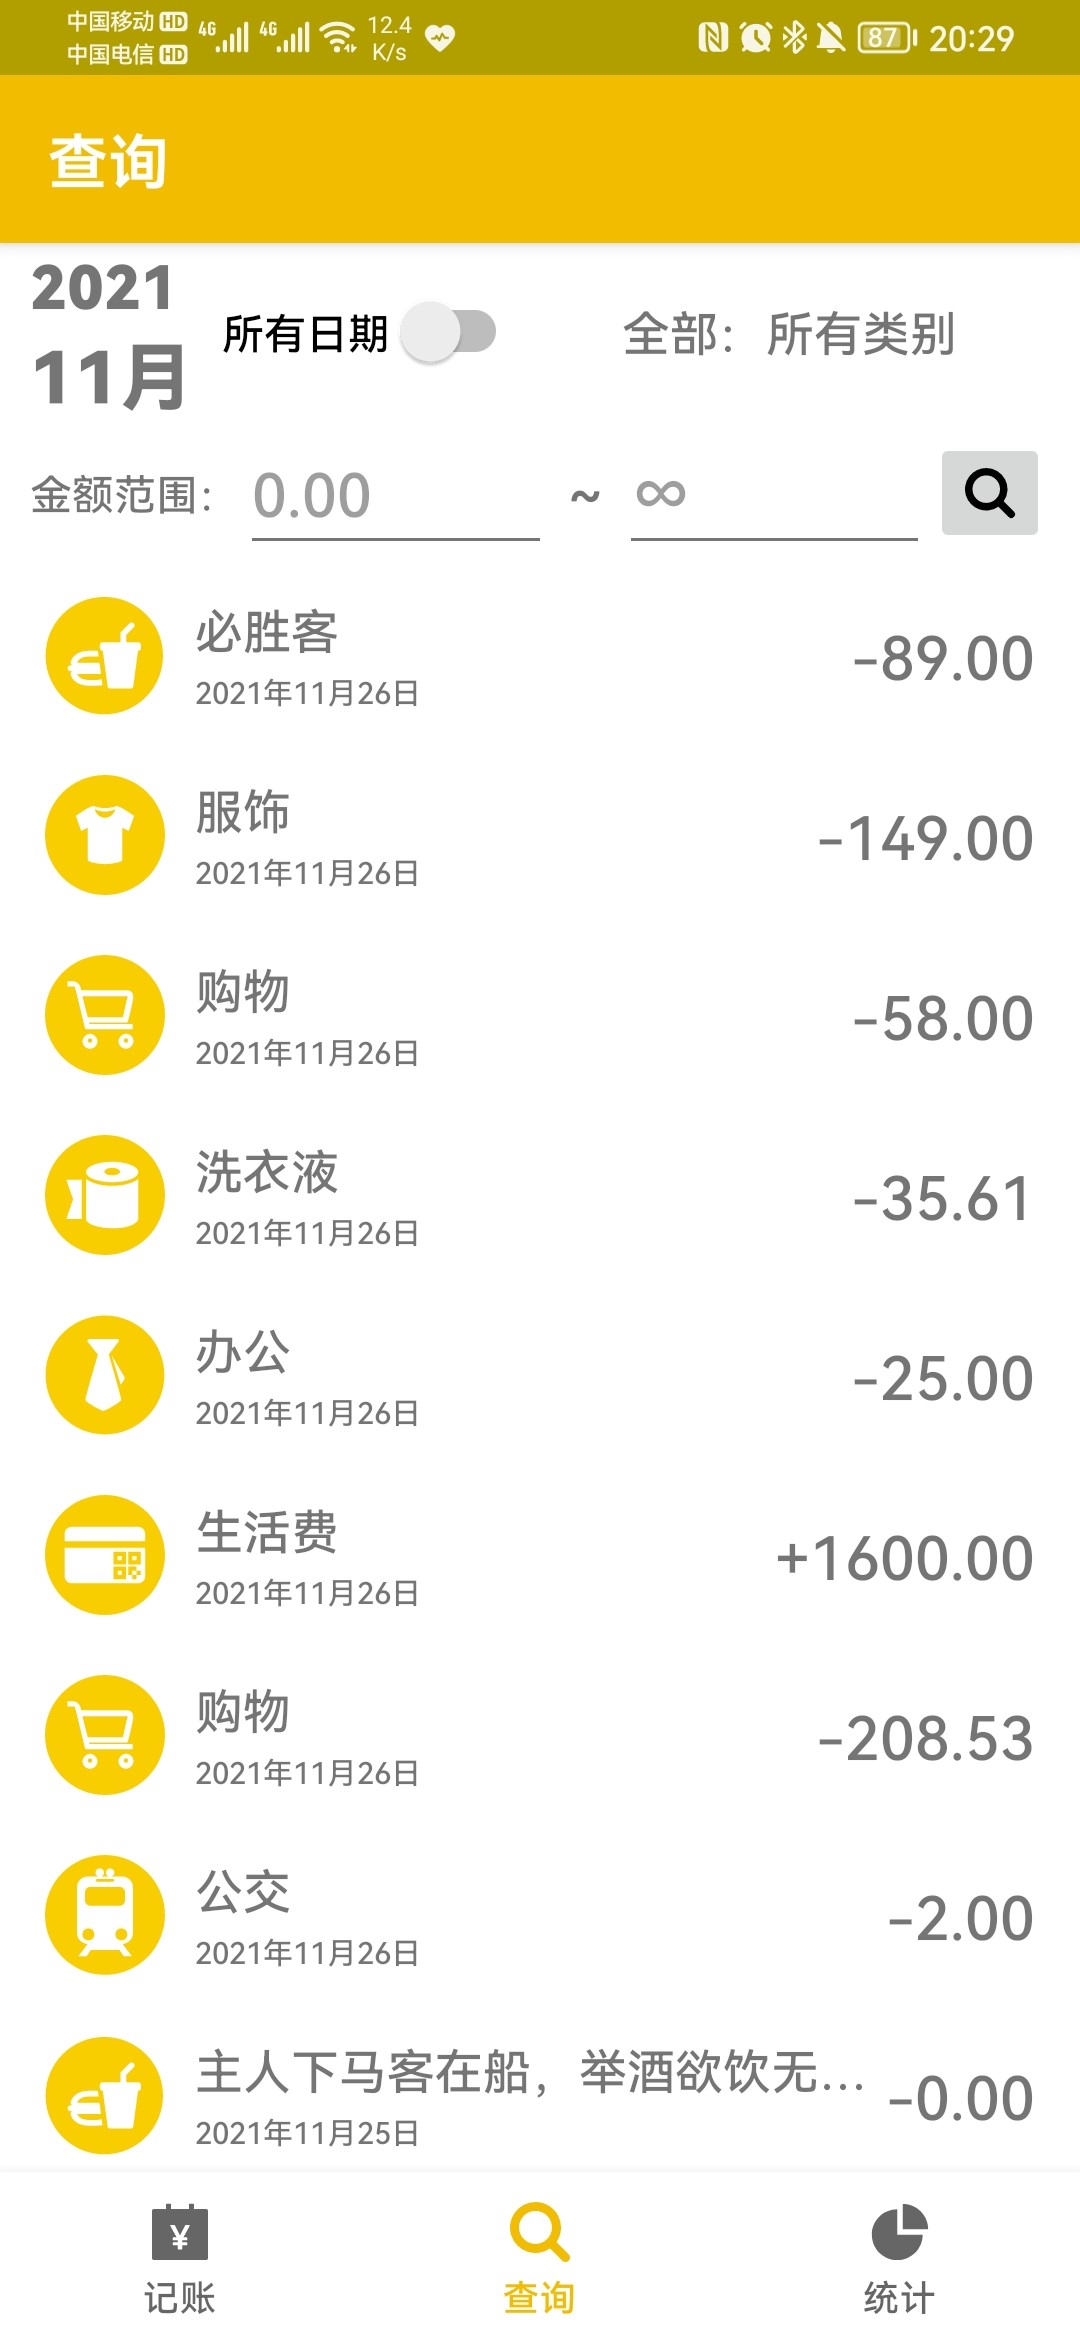 中国移动 HD 4G 4G 12.4 K/s 87 20:29
中国电信 HD
查询
2021
11月
所有日期
全部：所有类别
金额范围： 0.00 ~ ∞
必胜客
2021年11月26日
-89.00
服饰
2021年11月26日
-149.00
购物
2021年11月26日
-58.00
洗衣液
2021年11月26日
-35.61
办公
2021年11月26日
-25.00
生活费
2021年11月26日
+1600.00
购物
2021年11月26日
-208.53
公交
2021年11月26日
-2.00
主人下马客在船，举酒欲饮无...
2021年11月25日
-0.00
¥
记账 查询 统计